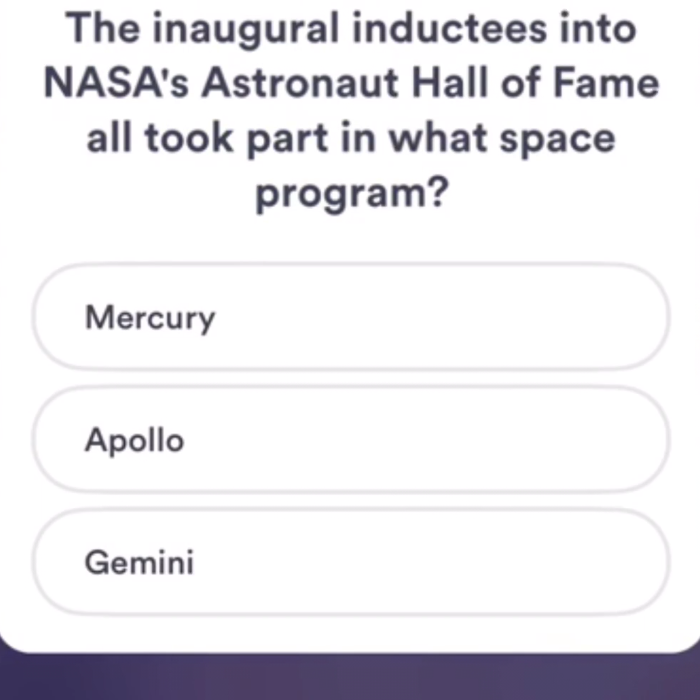 The inaugural inductees into
NASA's Astronaut Hall of Fame
all took part in what space
program?
Mercury
Apollo
Gemini